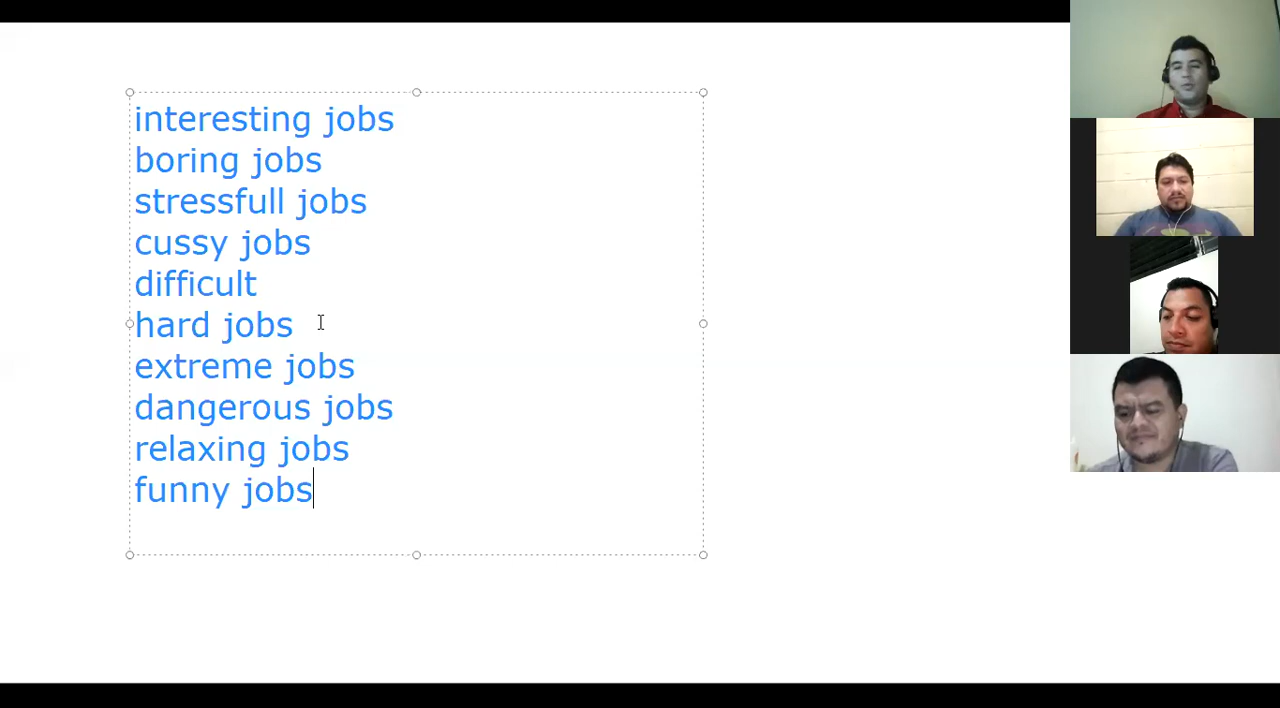 interesting jobs
boring jobs
stressfull jobs
cussy jobs
difficult
hard jobs
extreme jobs
dangerous jobs
relaxing jobs
funny jobs